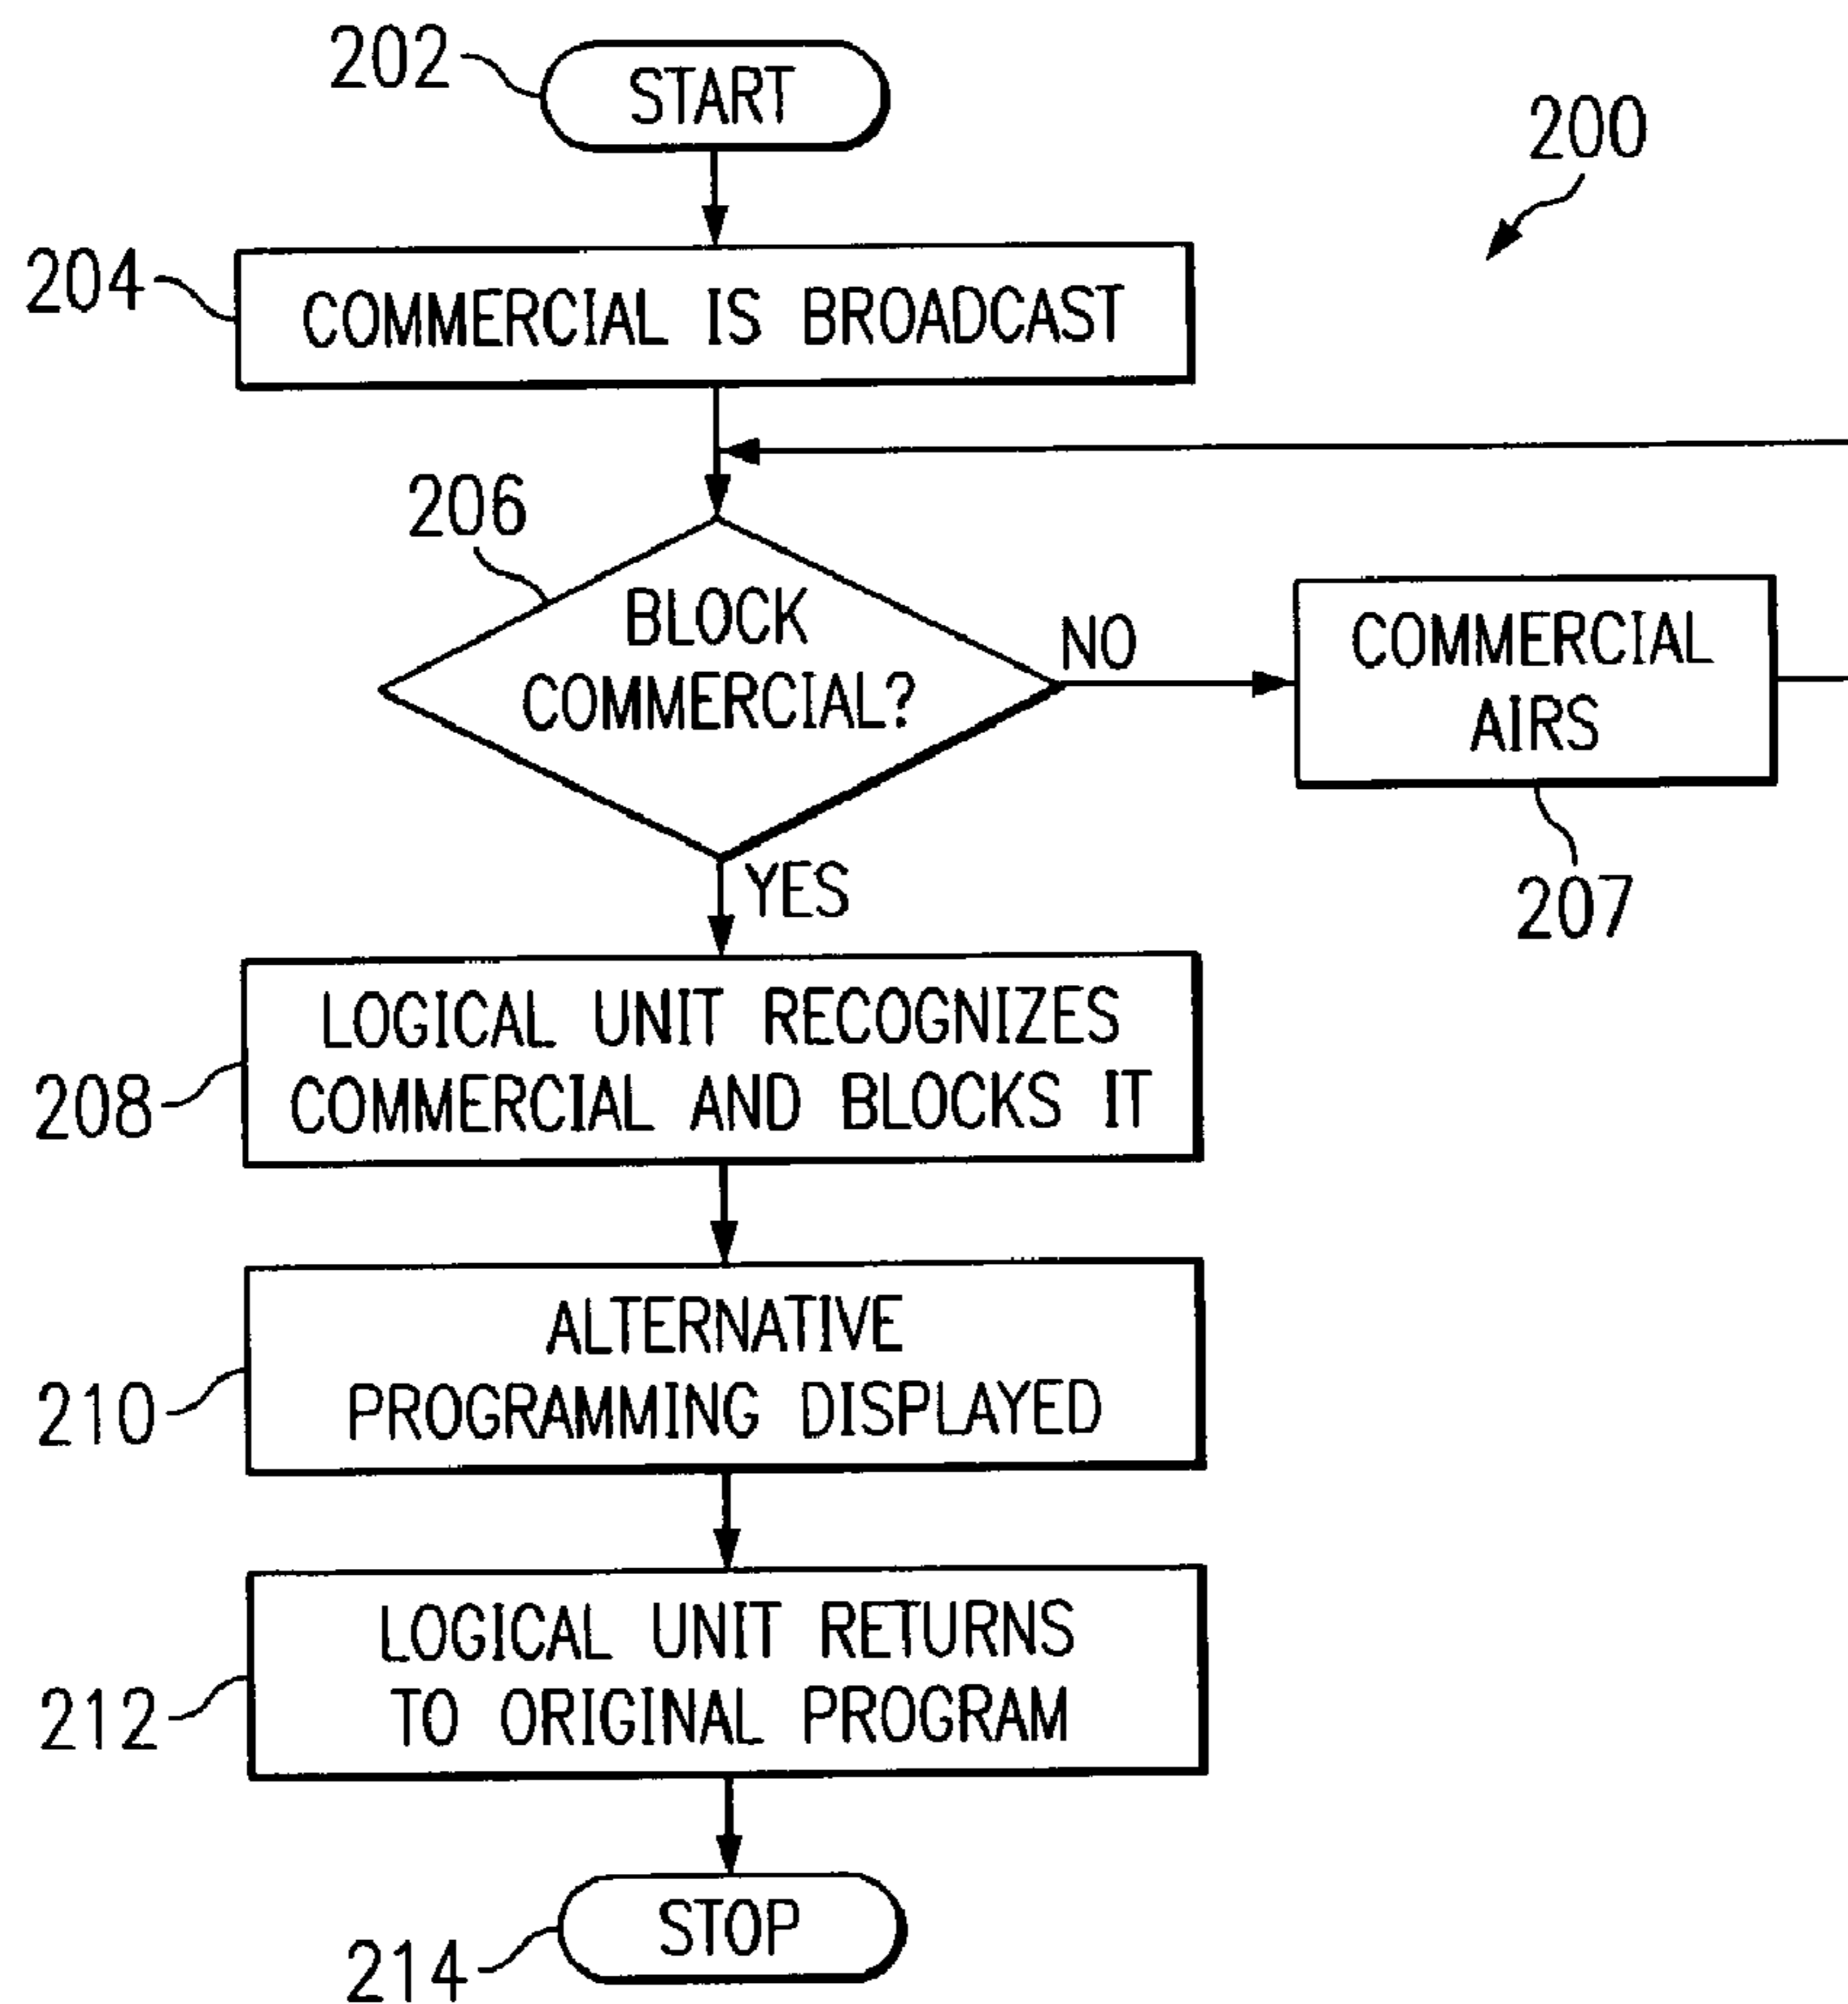 202
START
200
204
COMMERCIAL IS BROADCAST
206
BLOCK
COMMERCIAL?
NO
COMMERCIAL
AIRS
207
YES
208
LOGICAL UNIT RECOGNIZES
COMMERCIAL AND BLOCKS IT
210
ALTERNATIVE
PROGRAMMING DISPLAYED
212
LOGICAL UNIT RETURNS
TO ORIGINAL PROGRAM
214
STOP